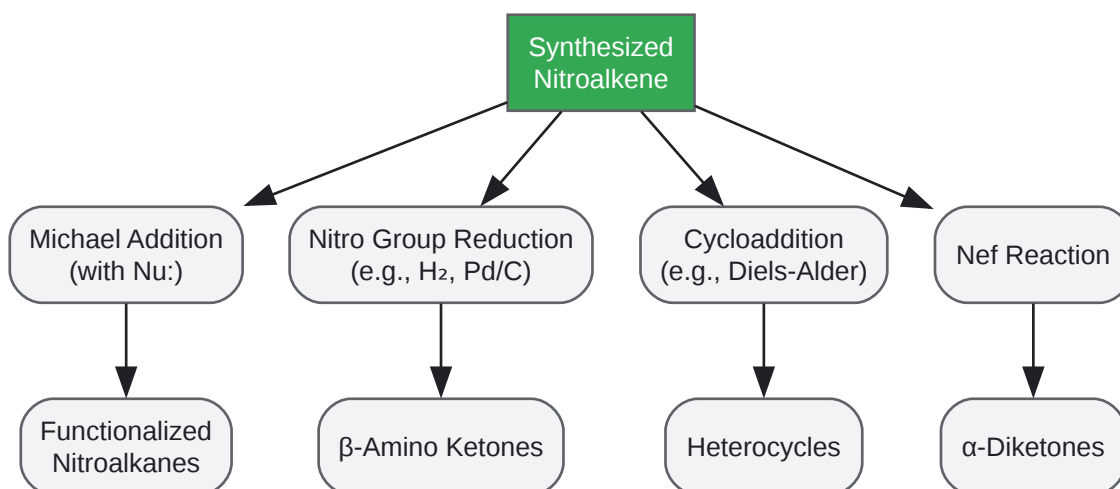 Synthesized
Nitroalkene
Michael Addition
(with Nu:)
Nitro Group Reduction
(e.g., H₂, Pd/C)
Cycloaddition
(e.g., Diels-Alder)
Nef Reaction
Functionalized
Nitroalkanes
β-Amino Ketones
Heterocycles
α-Diketones